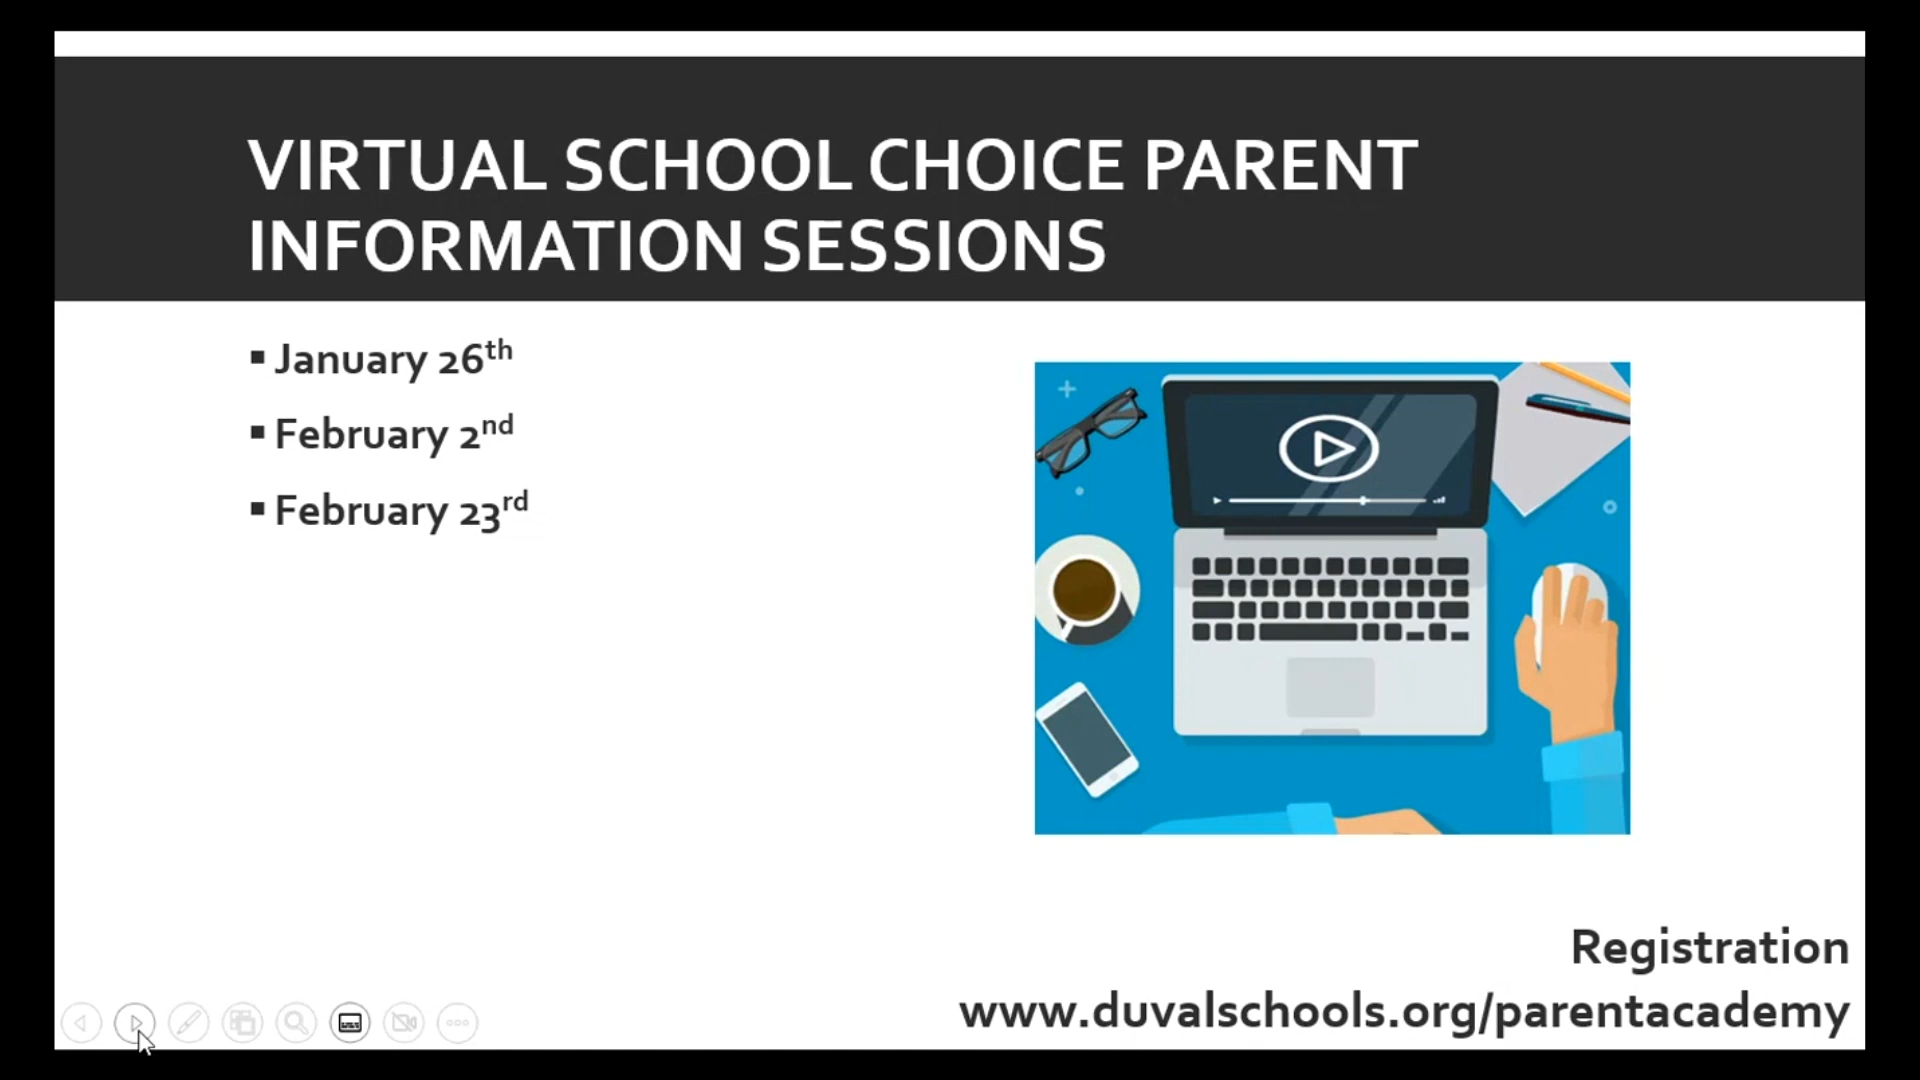 VIRTUAL SCHOOL CHOICE PARENT
INFORMATION SESSIONS
▪ January 26th
▪ February 2nd
▪ February 23rd
Registration
www.duvalschools.org/parentacademy